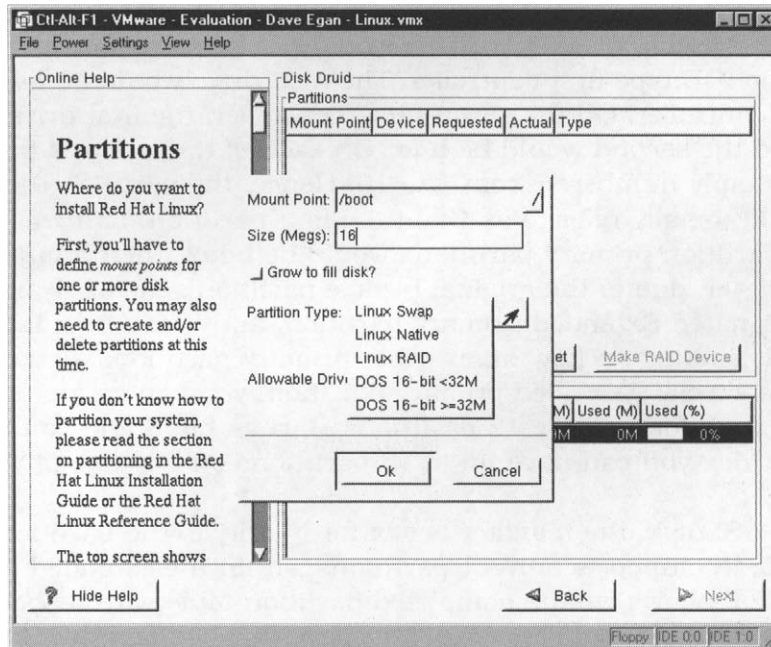 Ctl-Alt-F1 - VMware - Evaluation - Dave Egan - Linux.vmx
File Power Settings View Help
Online Help
Partitions
Where do you want to
install Red Hat Linux?
First, you'll have to
define mount points for
one or more disk
partitions. You may also
need to create and/or
delete partitions at this
time.
If you don't know how to
partition your system,
please read the section
on partitioning in the Red
Hat Linux Installation
Guide or the Red Hat
Linux Reference Guide.
The top screen shows
Disk Druid
Partitions
Mount Point Device Requested Actual Type
Mount Point: /boot
Size (Megs): 16
Grow to fill disk?
Partition Type: Linux Swap
Linux Native
Linux RAID
Allowable Driv DOS 16-bit <32M
DOS 16-bit >=32M
et Make RAID Device
M) Used (M) Used (%)
0M 0%
Ok Cancel
Hide Help
Back Next
Floppy IDE 0:0 IDE 1:0